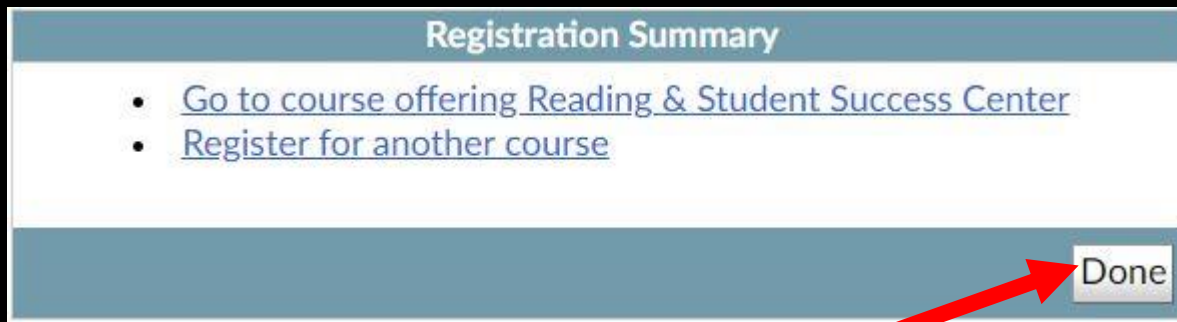 Registration Summary
Go to course offering Reading & Student Success Center
Register for another course
Done